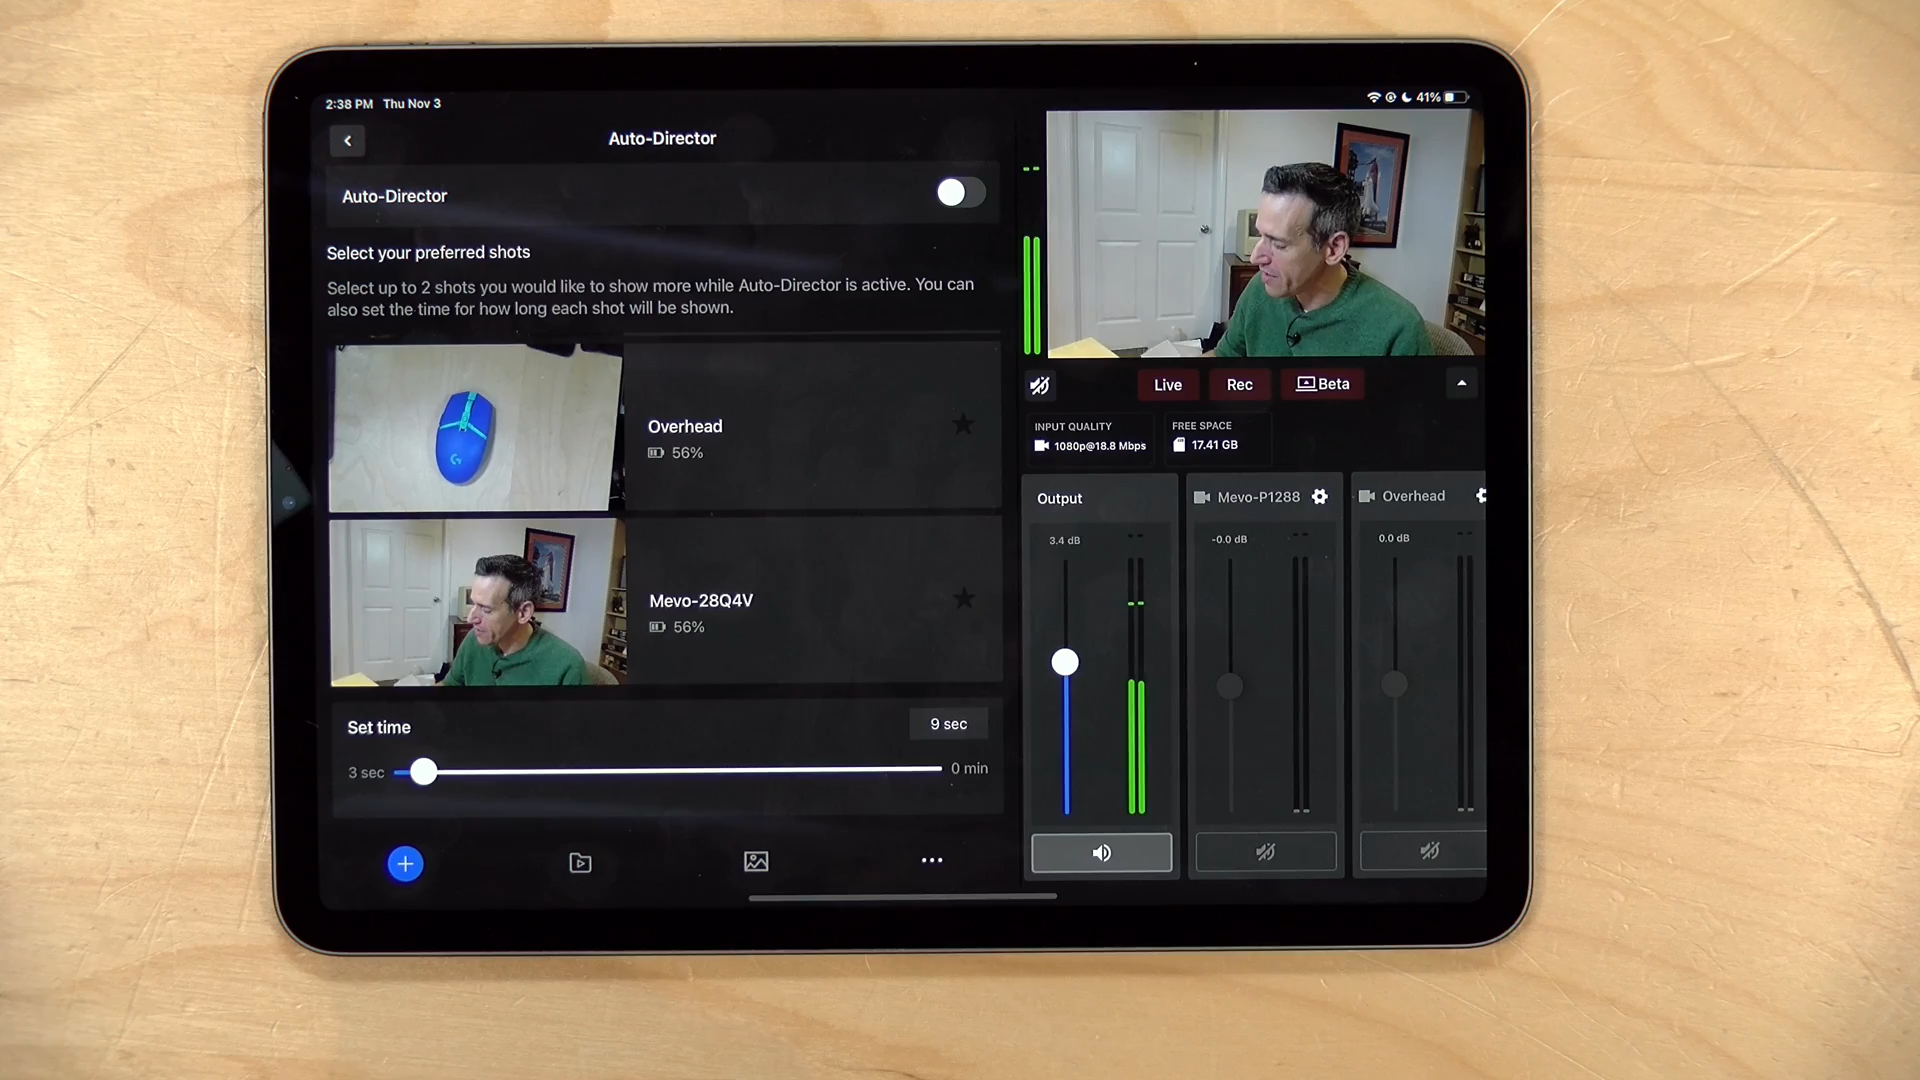 2:38 PM Thu Nov 3
41%
Auto-Director
Auto-Director
Select your preferred shots
Select up to 2 shots you would like to show more while Auto-Director is active. You can
also set the time for how long each shot will be shown.
Overhead
56%
Mevo-28Q4V
56%
Set time
9 sec
3 sec
0 min
Live
Rec
Beta
INPUT QUALITY
1080p@18.8 Mbps
FREE SPACE
17.41 GB
Output
3.4 dB
Mevo-P1288
-0.0 dB
Overhead
0.0 dB